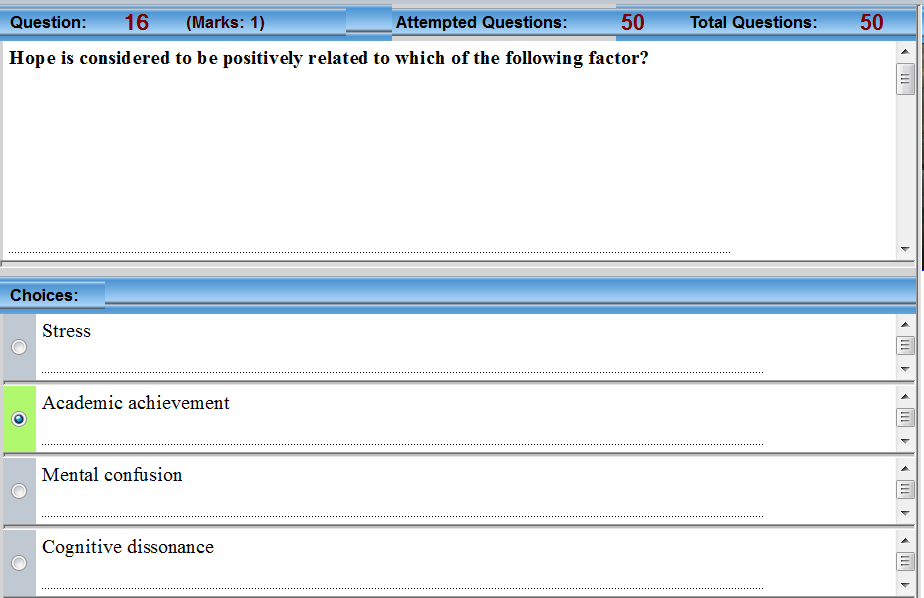 Question: 16 (Marks: 1) Attempted Questions: 50 Total Questions: 50
Hope is considered to be positively related to which of the following factor?
Choices:
Stress
Academic achievement
Mental confusion
Cognitive dissonance